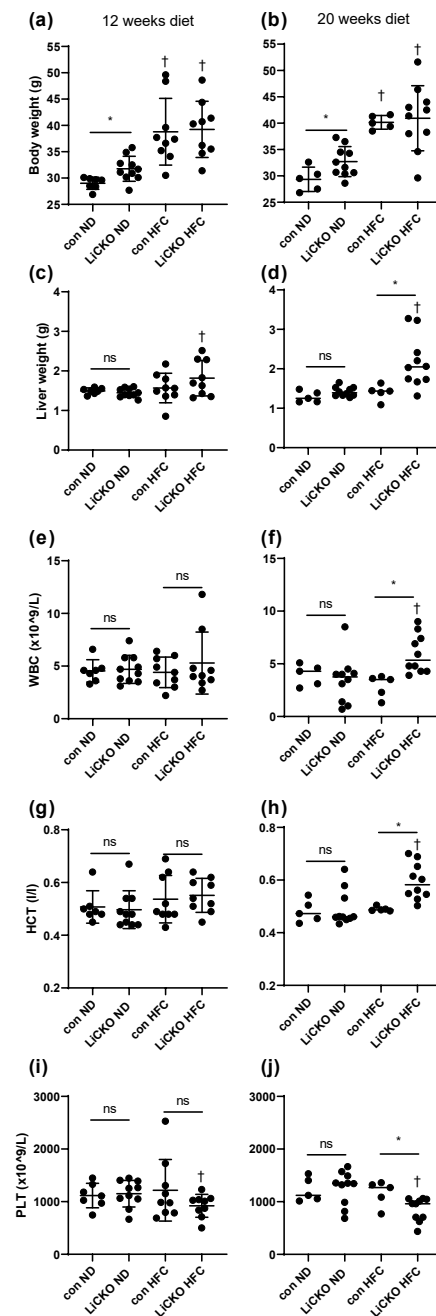 (a) 12 weeks diet (b) 20 weeks diet
Body weight (g)
55
50
45
40
35
30
25
†
†
*
con ND
LiCKO ND
con HFC
LiCKO HFC
55
50
45
40
35
30
25
†
†
*
con ND
LiCKO ND
con HFC
LiCKO HFC
(c) (d)
Liver weight (g)
4
3
2
1
0
†
ns
con ND
LiCKO ND
con HFC
LiCKO HFC
4
3
2
1
0
*
†
ns
con ND
LiCKO ND
con HFC
LiCKO HFC
(e) (f)
WBC (x10^9/L)
15
10
5
0
ns
ns
con ND
LiCKO ND
con HFC
LiCKO HFC
15
10
5
0
*
†
ns
con ND
LiCKO ND
con HFC
LiCKO HFC
(g) (h)
HCT (l/l)
0.8
0.6
0.4
0.2
ns ns
con ND
LiCKO ND
con HFC
LiCKO HFC
0.8
0.6
0.4
0.2
*
†
ns
con ND
LiCKO ND
con HFC
LiCKO HFC
(i) (j)
PLT (x10^9/L)
3000
2000
1000
0
ns ns
†
con ND
LiCKO ND
con HFC
LiCKO HFC
3000
2000
1000
0
ns *
†
con ND
LiCKO ND
con HFC
LiCKO HFC